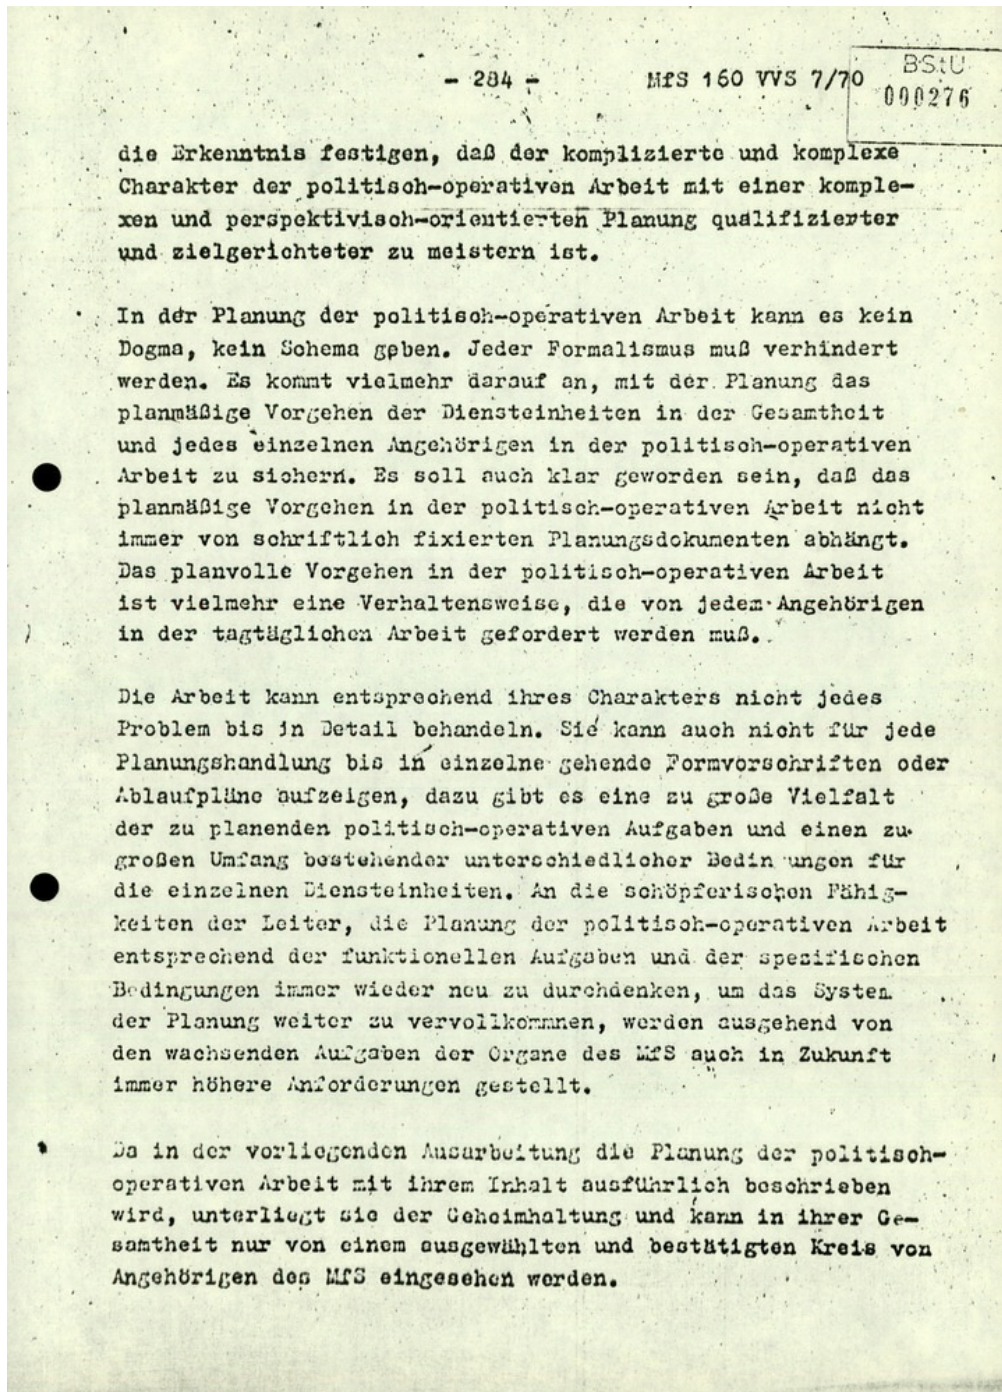 - 284 -
MfS 160 VVS 7/70
BStU
000276
die Erkenntnis festigen, daß der komplizierte und komplexe
Charakter der politisch-operativen Arbeit mit einer komple-
xen und perspektivisch-orientierten Planung qualifizierter
und zielgerichteter zu meistern ist.
In der Planung der politisch-operativen Arbeit kann es kein
Dogma, kein Schema geben. Jeder Formalismus muß verhindert
werden. Es kommt vielmehr darauf an, mit der Planung das
planmäßige Vorgehen der Diensteinheiten in der Gesamtheit
und jedes einzelnen Angehörigen in der politisch-operativen
Arbeit zu sichern. Es soll auch klar geworden sein, daß das
planmäßige Vorgehen in der politisch-operativen Arbeit nicht
immer von schriftlich fixierten Planungsdokumenten abhängt.
Das planvolle Vorgehen in der politisch-operativen Arbeit
ist vielmehr eine Verhaltensweise, die von jedem Angehörigen
in der tagtäglichen Arbeit gefordert werden muß.
Die Arbeit kann entsprechend ihres Charakters nicht jedes
Problem bis in Detail behandeln. Sie kann auch nicht für jede
Planungshandlung bis in einzelne gehende Formvorschriften oder
Ablaufpläne aufzeigen, dazu gibt es eine zu große Vielfalt
der zu planenden politisch-operativen Aufgaben und einen zu
großen Umfang bestehender unterschiedlicher Bedin ungen für
die einzelnen Diensteinheiten. An die schöpferischen Fähig-
keiten der Leiter, die Planung der politisch-operativen Arbeit
entsprechend der funktionellen Aufgaben und der spezifischen
Bedingungen immer wieder neu zu durchdenken, um das System
der Planung weiter zu vervollkommnen, werden ausgehend von
den wachsenden Aufgaben der Organe des MfS auch in Zukunft
immer höhere Anforderungen gestellt.
Da in der vorliegenden Ausarbeitung die Planung der politisch-
operativen Arbeit mit ihrem Inhalt ausführlich beschrieben
wird, unterliegt sie der Geheimhaltung und kann in ihrer Ge-
samtheit nur von einem ausgewählten und bestätigten Kreis von
Angehörigen des MfS eingesehen werden.